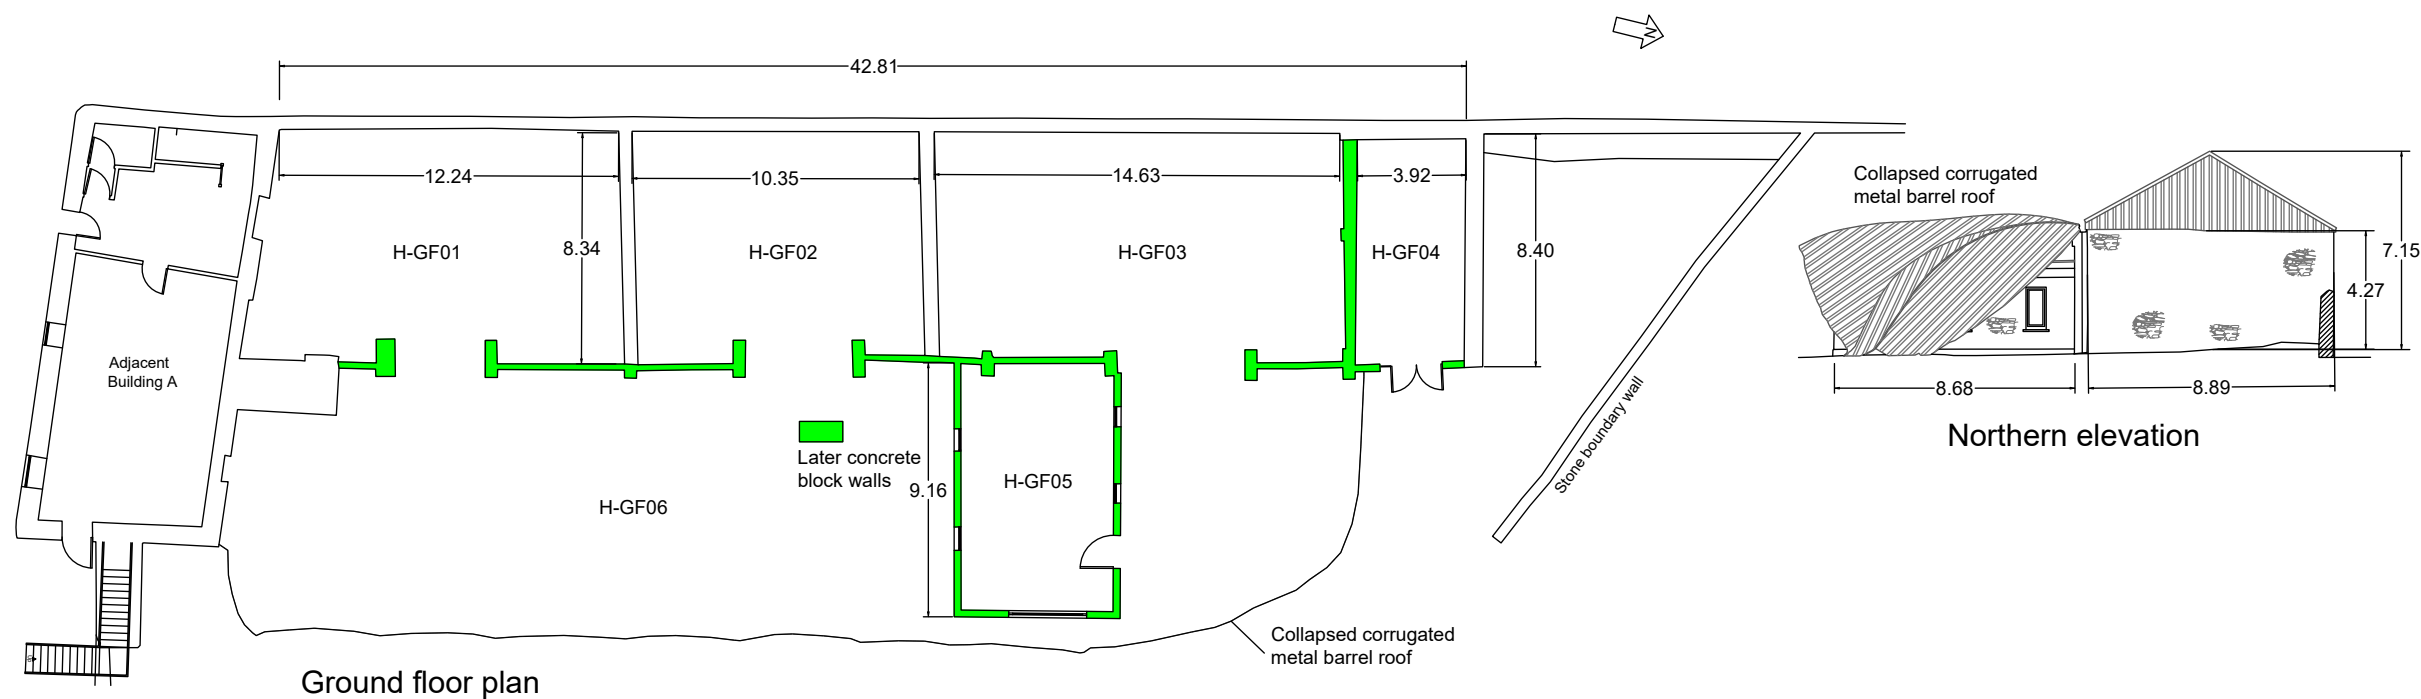 N
42.81
12.24
10.35
14.63
3.92
8.34
8.40
H-GF01
H-GF02
H-GF03
H-GF04
Adjacent
Building A
Later concrete
block walls
9.16
H-GF05
H-GF06
Stone boundary wall
Collapsed corrugated
metal barrel roof
Ground floor plan
Collapsed corrugated
metal barrel roof
7.15
4.27
8.68
8.89
Northern elevation